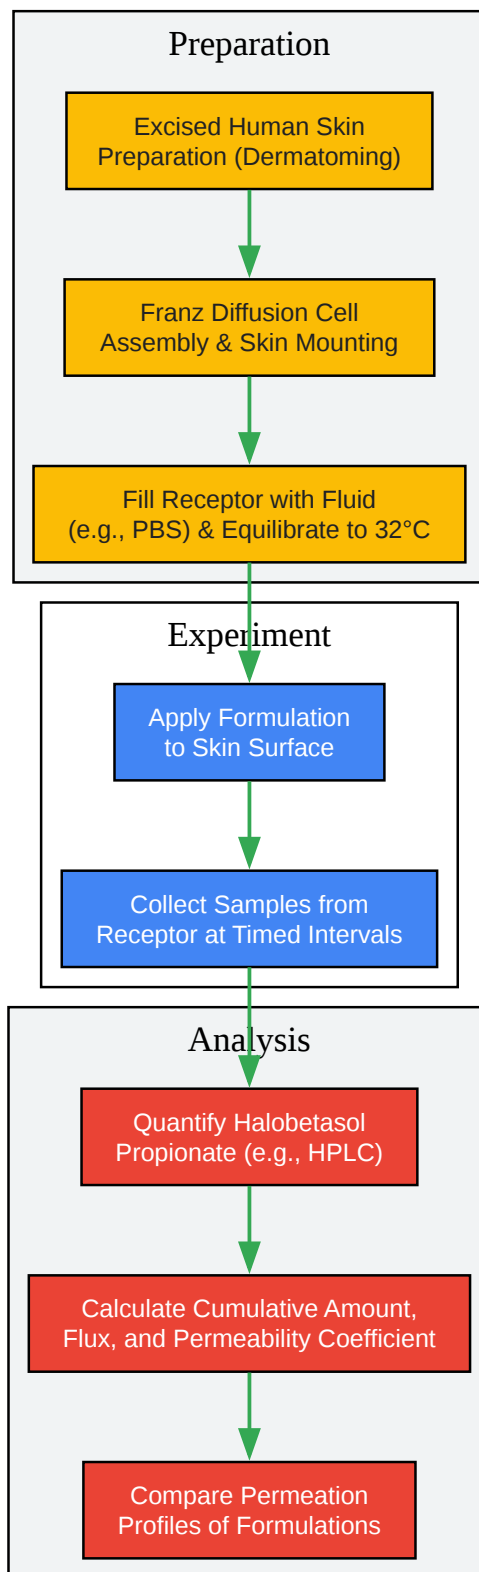 Preparation
Excised Human Skin
Preparation (Dermatoming)
Franz Diffusion Cell
Assembly & Skin Mounting
Fill Receptor with Fluid
(e.g., PBS) & Equilibrate to 32°C
Experiment
Apply Formulation
to Skin Surface
Collect Samples from
Receptor at Timed Intervals
Analysis
Quantify Halobetasol
Propionate (e.g., HPLC)
Calculate Cumulative Amount,
Flux, and Permeability Coefficient
Compare Permeation
Profiles of Formulations